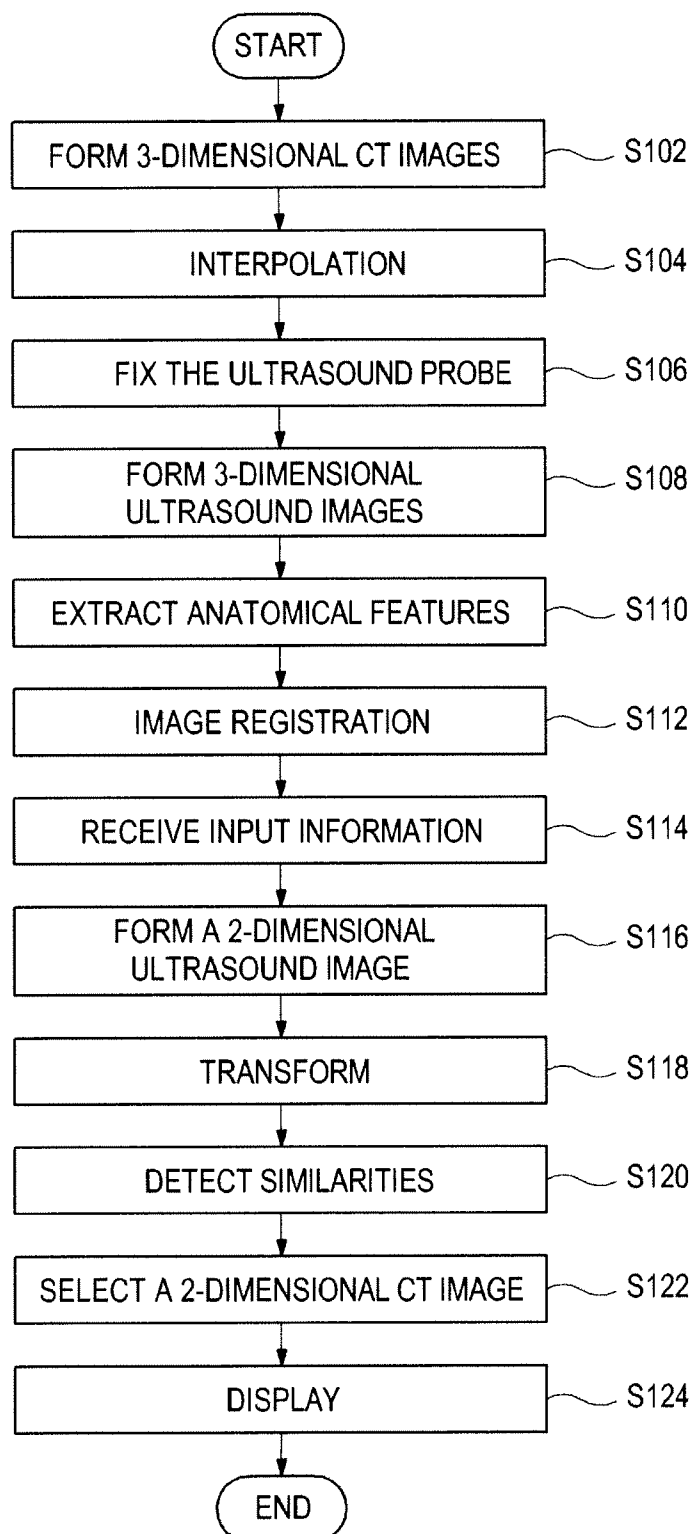 START
FORM 3-DIMENSIONAL CT IMAGES S102
INTERPOLATION S104
FIX THE ULTRASOUND PROBE S106
FORM 3-DIMENSIONAL
ULTRASOUND IMAGES S108
EXTRACT ANATOMICAL FEATURES S110
IMAGE REGISTRATION S112
RECEIVE INPUT INFORMATION S114
FORM A 2-DIMENSIONAL
ULTRASOUND IMAGE S116
TRANSFORM S118
DETECT SIMILARITIES S120
SELECT A 2-DIMENSIONAL CT IMAGE S122
DISPLAY S124
END